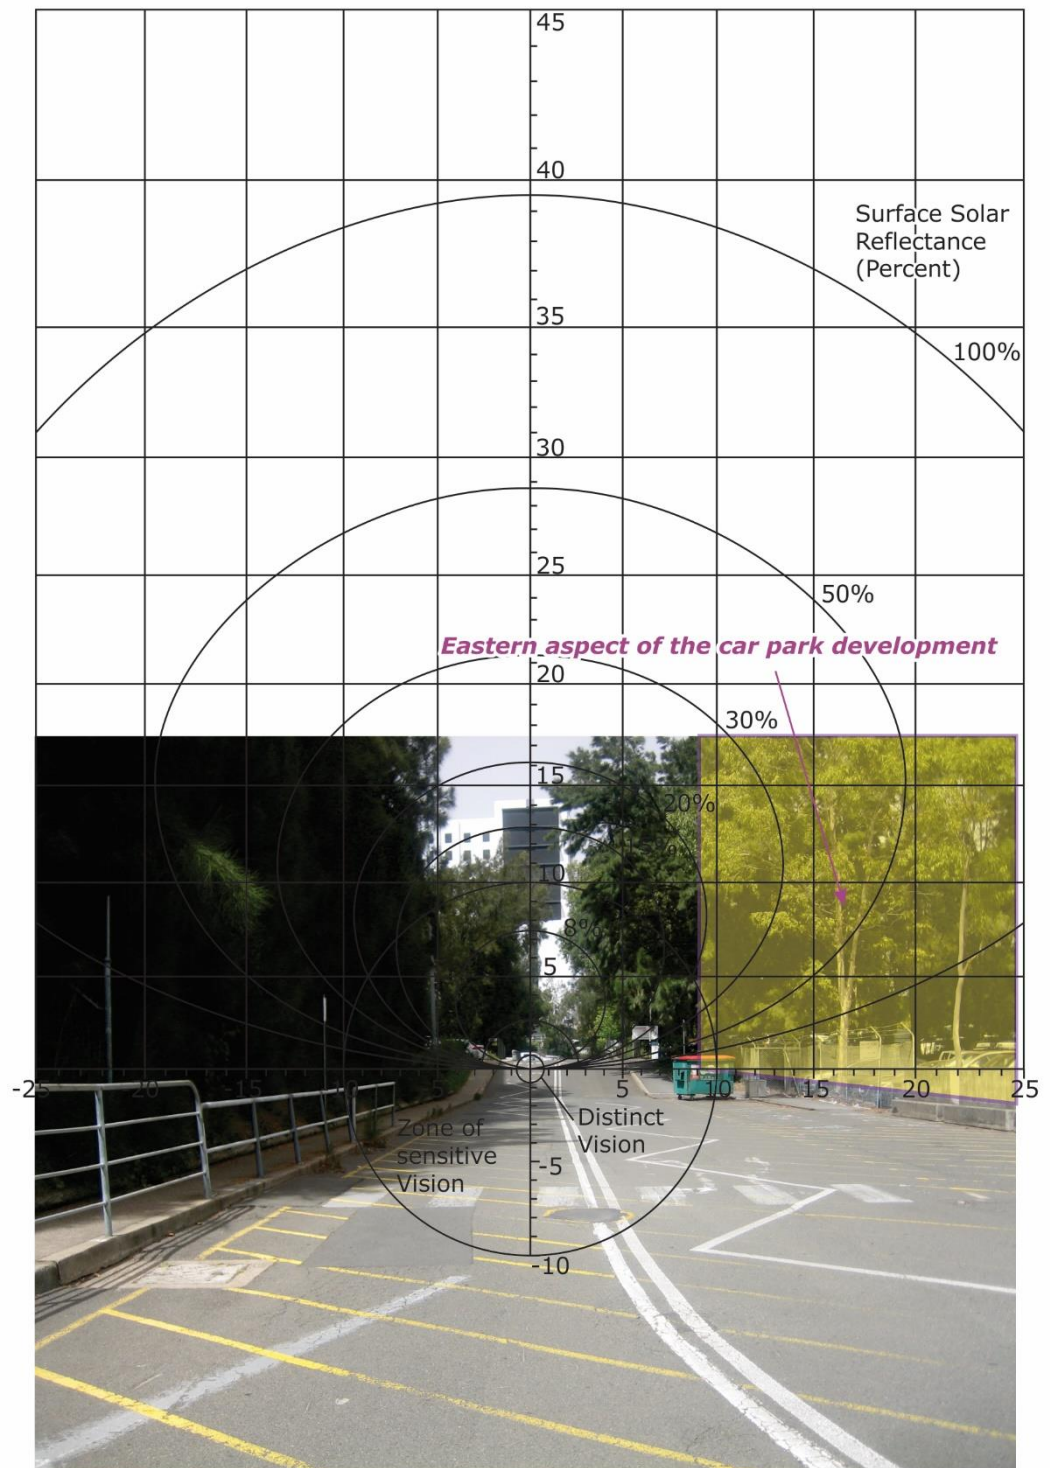 45
40
Surface Solar
Reflectance
(Percent)
35
100%
30
25
50%
Eastern aspect of the car park development
20
30%
15
20%
10
8%
5
-25 -20 -15 -10 -5 5 10 15 20 25
Distinct
Vision
Zone of
sensitive
Vision
-5
-10